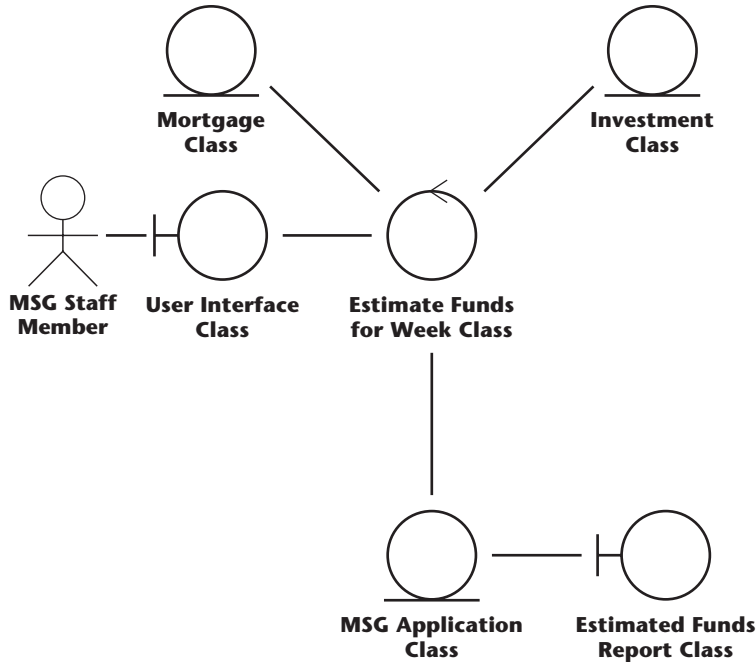 Mortgage
Class
Investment
Class
MSG Staff
Member
User Interface
Class
Estimate Funds
for Week Class
MSG Application
Class
Estimated Funds
Report Class